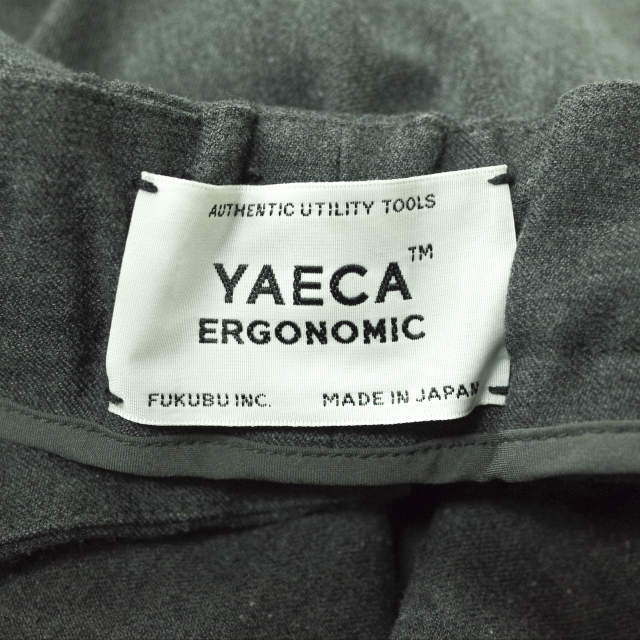 AUTHENTIC UTILITY TOOLS
YAECA™
ERGONOMIC
FUKUBU INC. MADE IN JAPAN